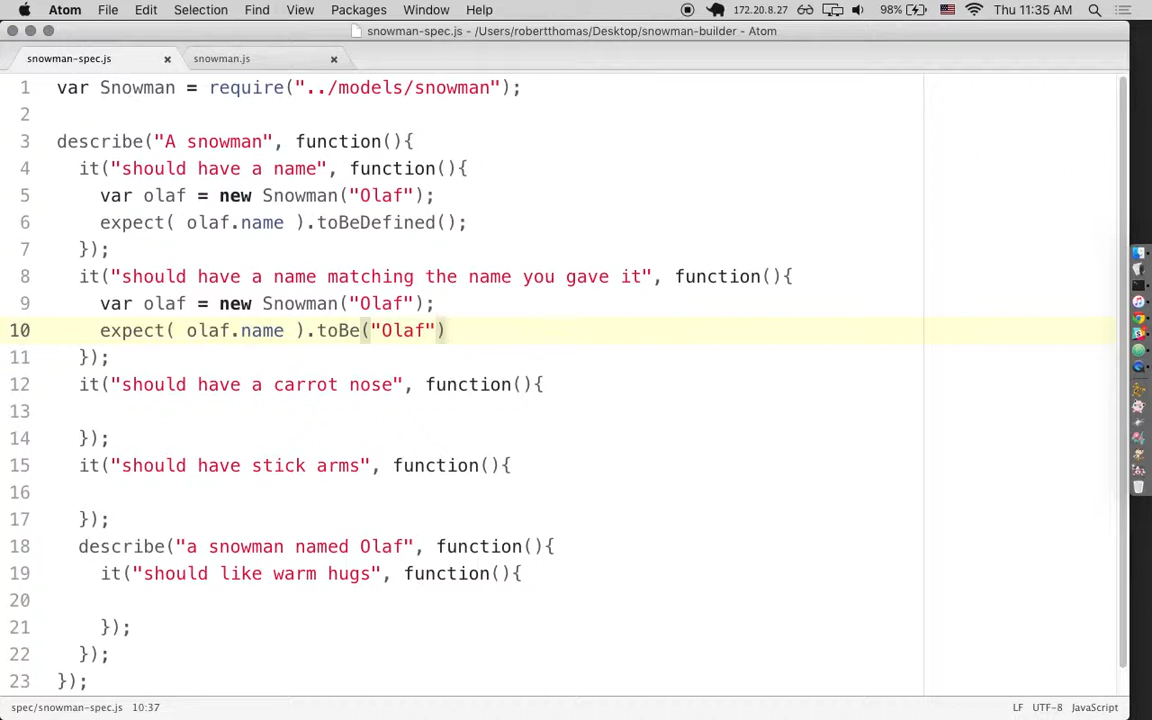 Atom File Edit Selection Find View Packages Window Help 172.20.8.27 98% Thu 11:35 AM
snowman-spec.js - /Users/robertthomas/Desktop/snowman-builder - Atom
snowman-spec.js snowman.js
1 var Snowman = require("../models/snowman");
2
3 describe("A snowman", function(){
4 it("should have a name", function(){
5 var olaf = new Snowman("Olaf");
6 expect( olaf.name ).toBeDefined();
7 });
8 it("should have a name matching the name you gave it", function(){
9 var olaf = new Snowman("Olaf");
10 expect( olaf.name ).toBe("Olaf")
11 });
12 it("should have a carrot nose", function(){
13
14 });
15 it("should have stick arms", function(){
16
17 });
18 describe("a snowman named Olaf", function(){
19 it("should like warm hugs", function(){
20
21 });
22 });
23 });
spec/snowman-spec.js 10:37 LF UTF-8 JavaScript